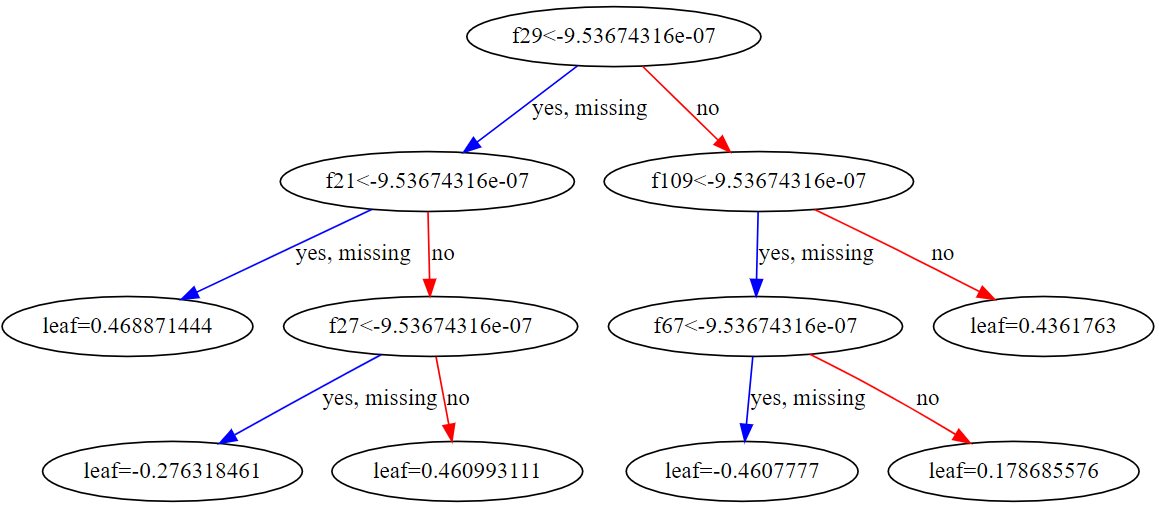 f29<-9.53674316e-07
yes, missing
no
f21<-9.53674316e-07
f109<-9.53674316e-07
yes, missing
no
yes, missing
no
leaf=0.468871444
f27<-9.53674316e-07
f67<-9.53674316e-07
leaf=0.4361763
yes, missing
no
yes, missing
no
leaf=-0.276318461
leaf=0.460993111
leaf=-0.4607777
leaf=0.178685576